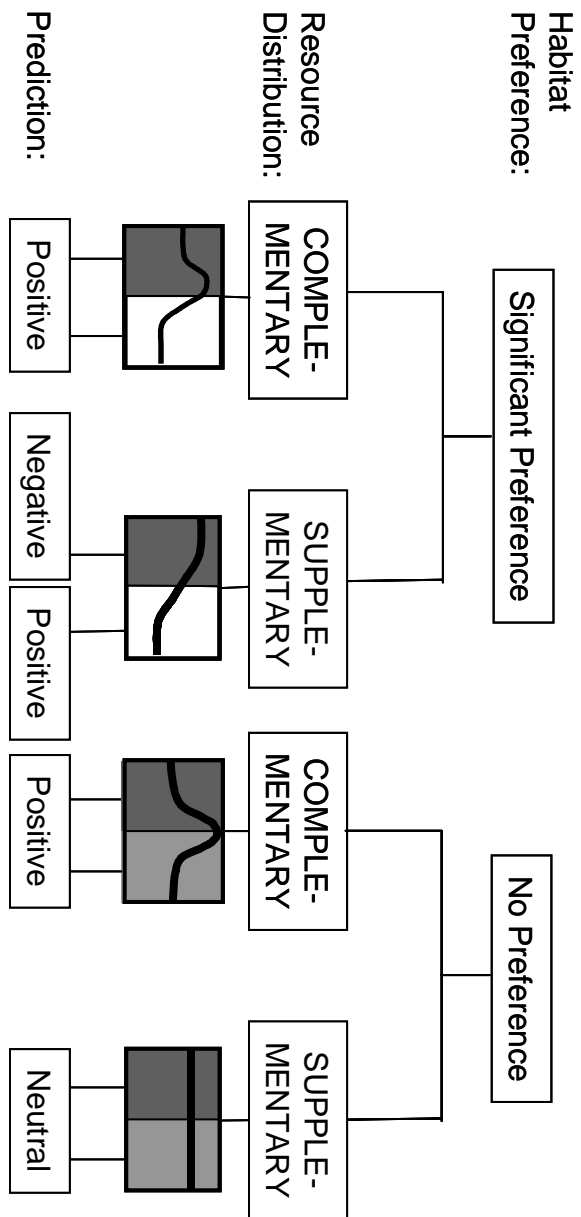 Habitat
Preference:
Significant Preference
No Preference
Resource
Distribution:
COMPLE-
MENTARY
SUPPLE-
MENTARY
COMPLE-
MENTARY
SUPPLE-
MENTARY
Prediction:
Positive
Negative
Positive
Positive
Neutral